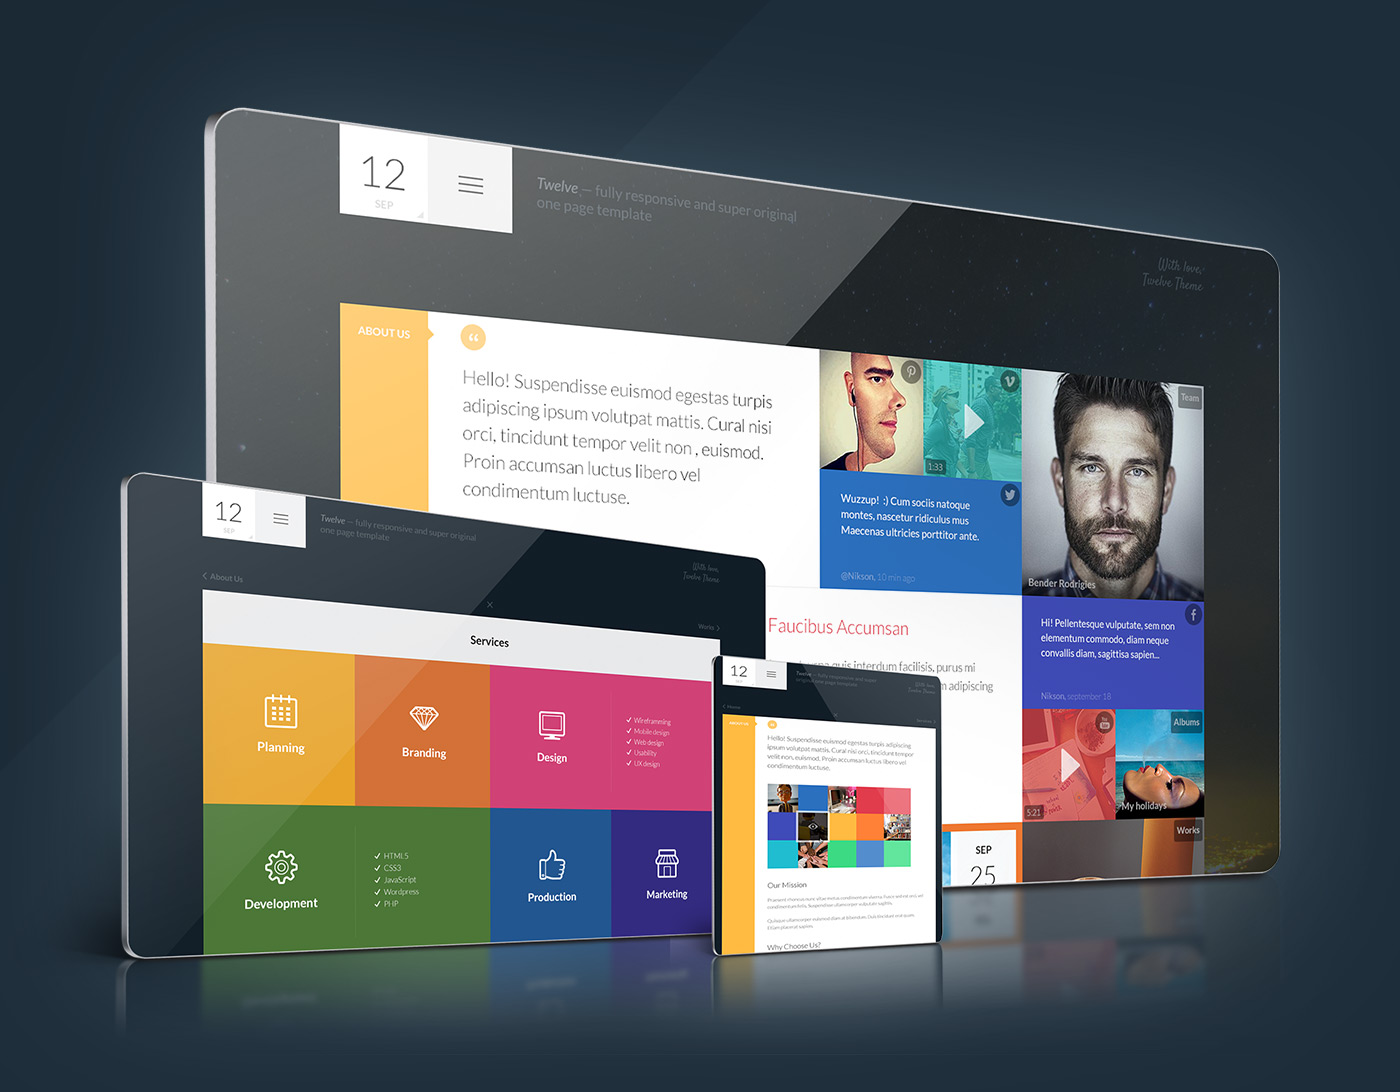 12
SEP
Twelve — fully responsive and super original
one page template
With love,
Twelve Theme
ABOUT US
“
Hello! Suspendisse euismod egestas turpis
adipiscing ipsum volutpat mattis. Cural nisi
orci, tincidunt tempor velit non , euismod.
Proin accumsan luctus libero vel
condimentum luctuse.
1:33
Team
Wuzzup! :) Cum sociis natoque
montes, nascetur ridiculus mus
Maecenas ultricies porttitor ante.
@Nikson, 10 min ago
Bender Rodrigies
Faucibus Accumsan
quis interdum facilisis, purus mi
m adipiscing
Hi! Pellentesque vulputate, sem non
elementum commodo, diam neque
convallis diam, sagittisa sapien...
Nikson, september 18
You
5:21
Albums
My holidays
Works
SEP
25
12
SEP
Twelve — fully responsive and super original
one page template
With love,
Twelve Theme
About Us
Works
Services
Planning
Branding
Design
Wireframming
Mobile design
Web design
Usability
UX design
Development
HTML5
CSS3
JavaScript
Wordpress
PHP
Production
Marketing
12
SEP
Twelve — fully responsive and super
original one page template
With love,
Twelve Theme
Home
Services
ABOUT US
Hello! Suspendisse euismod egestas turpis adipiscing
ipsum volutpat mattis. Cural nisi orci, tincidunt tempor
velit non, euismod. Proin accumsan luctus libero vel
condimentum luctuse.
Our Mission
Why Choose Us?